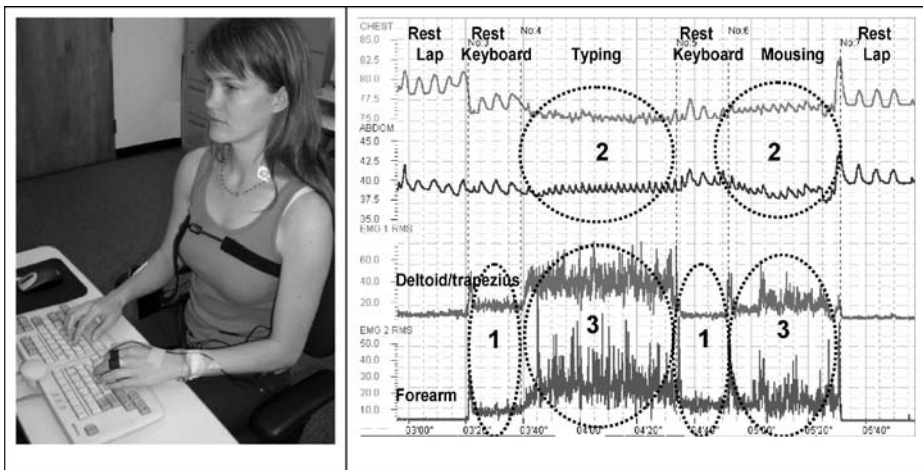 CHEST
Rest Lap
Rest Keyboard
Typing
Rest Keyboard
Mousing
Rest Lap
No:3
No:4
No:5
No:6
No:7
85.0
82.5
80.0
77.5
75.0
2
2
ABDOM
45.0
42.5
40.0
37.5
35.0
EMG 1 RMS
60.0
Deltoid/trapezius
40.0
20.0
1
3
1
3
EMG 2 RMS
50.0
40.0
30.0
20.0
Forearm
10.0
03'00"
03'20"
03'40"
04'00"
04'20"
04'40"
05'00"
05'20"
05'40"